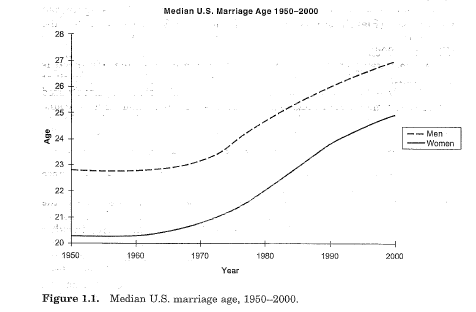 Median U.S. Marriage Age 1950–2000
28
27
26
25
24
23
22
21
20
Age
1950 1960 1970 1980 1990 2000
Year
Men
Women
Figure 1.1. Median U.S. marriage age, 1950–2000.